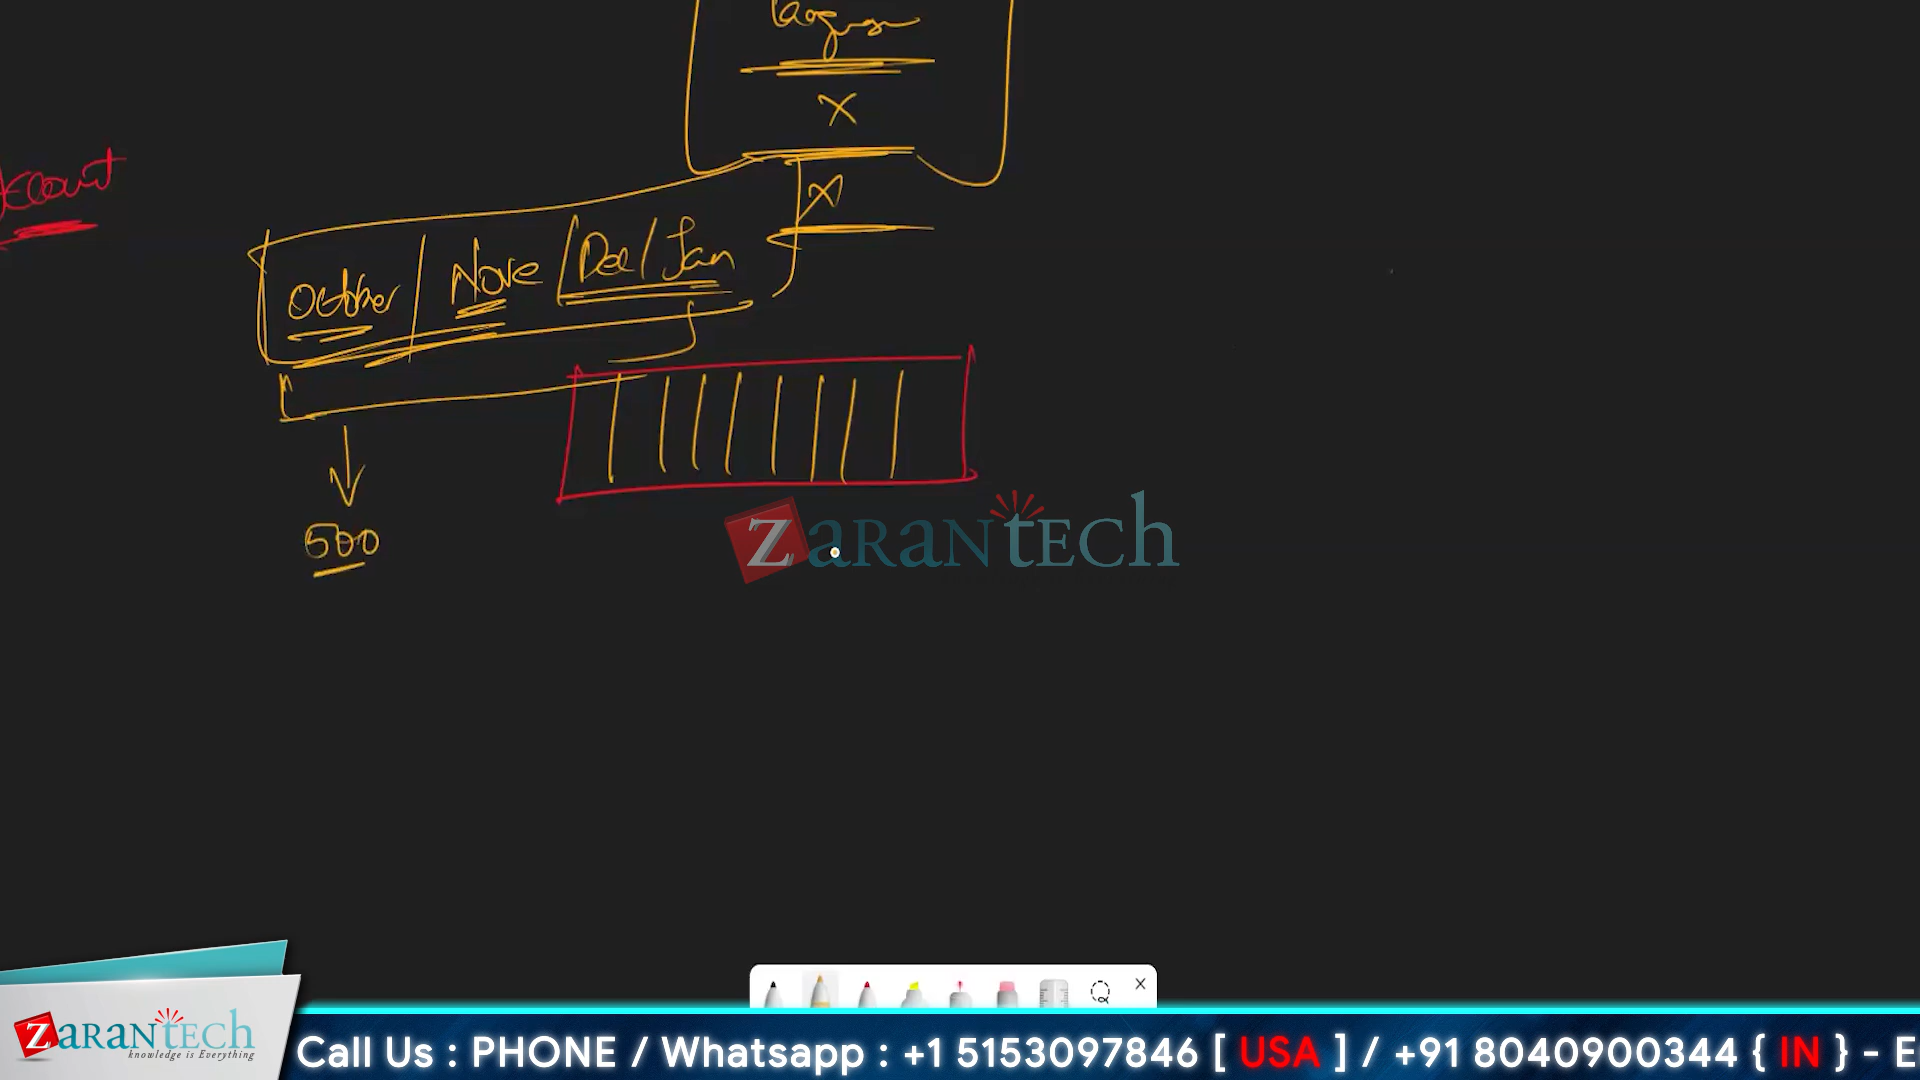 X
X
October / Nove / Dec / Jan
500
ZARANTECH
ZARANTECH
knowledge is Everything
Call Us : PHONE / Whatsapp : +1 5153097846 [ USA ] / +91 8040900344 { IN } - E